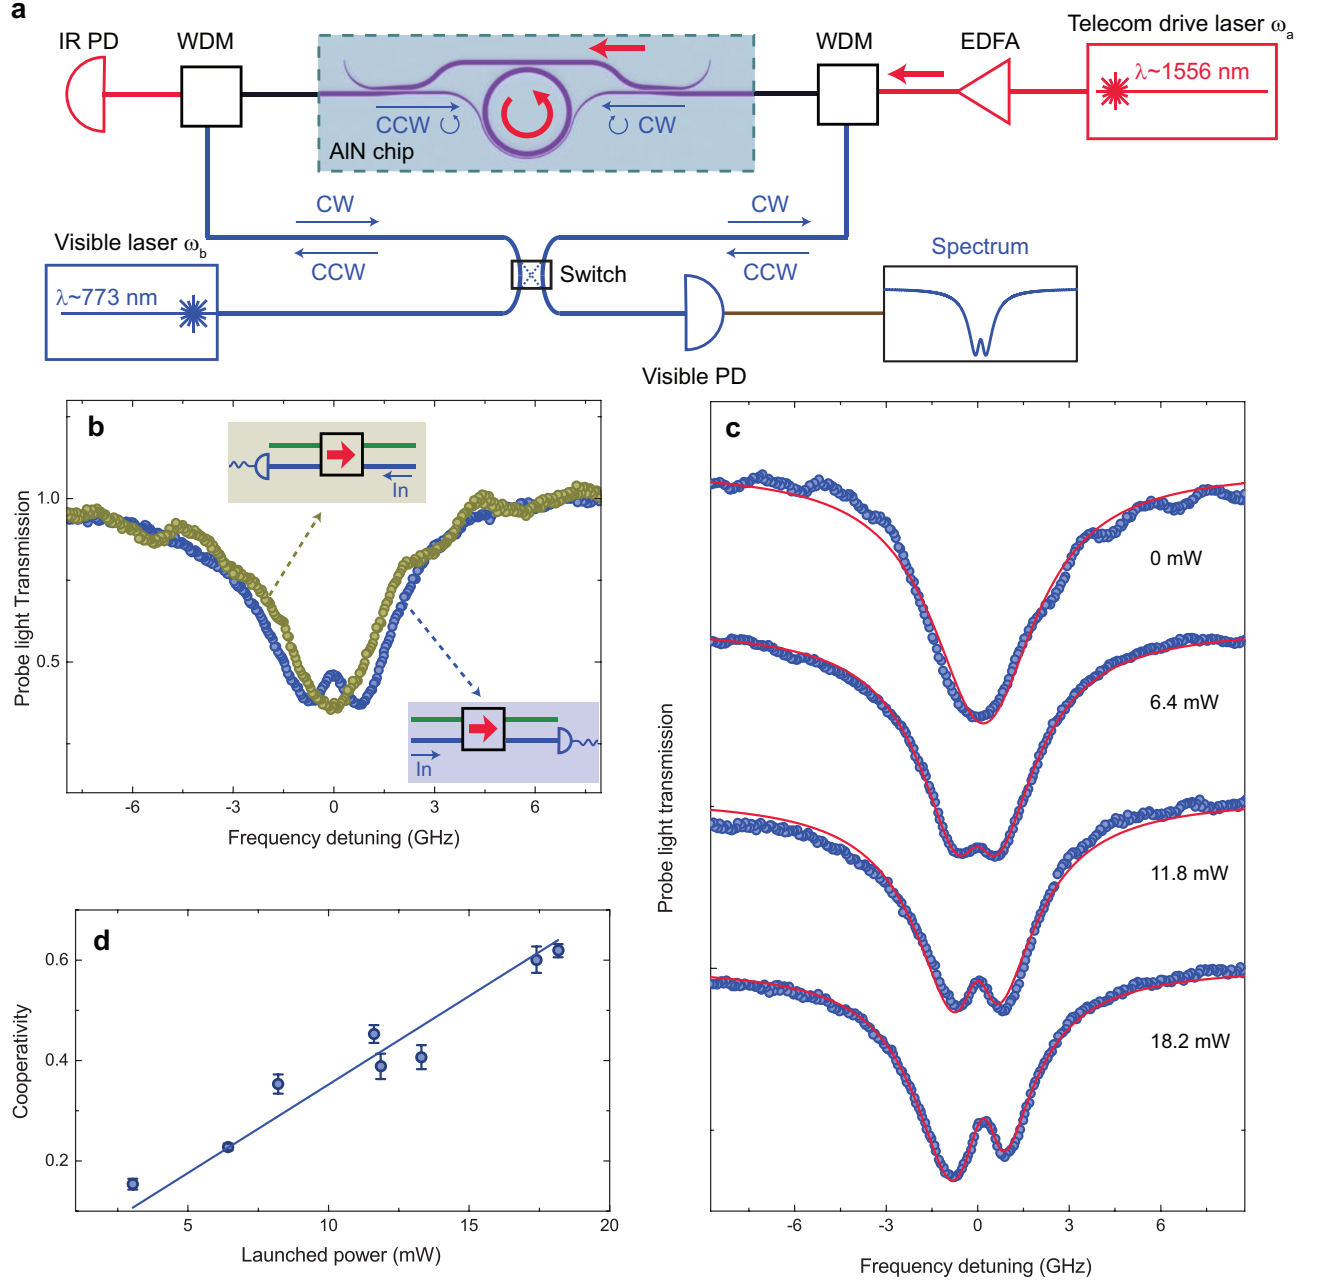 a
IR PD
WDM
WDM
EDFA
Telecom drive laser ωa
λ~1556 nm
CCW
CW
AlN chip
CW
CW
Visible laser ωb
CCW
CCW
Switch
Spectrum
λ~773 nm
Visible PD
b
In
In
1.0
0.5
Probe light Transmission
-6
-3
0
3
6
Frequency detuning (GHz)
c
0 mW
6.4 mW
11.8 mW
18.2 mW
Probe light transmission
-6
-3
0
3
6
Frequency detuning (GHz)
d
0.6
0.4
0.2
Cooperativity
5
10
15
20
Launched power (mW)